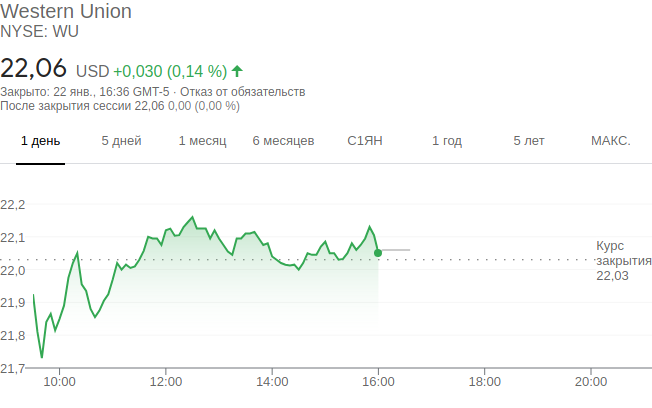 Western Union
NYSE: WU
22,06 USD +0,030 (0,14 %)
Закрыто: 22 янв., 16:36 GMT-5 · Отказ от обязательств
После закрытия сессии 22,06 0,00 (0,00 %)
1 день 5 дней 1 месяц 6 месяцев С1ЯН 1 год 5 лет МАКС.
22,2
22,1
22,0
21,9
21,8
21,7
Курс
закрытия
22,03
10:00 12:00 14:00 16:00 18:00 20:00